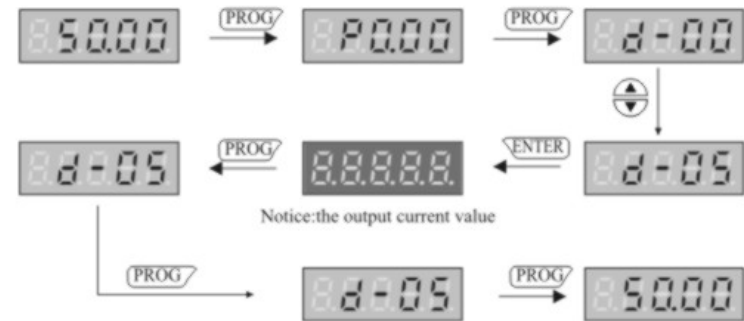 50.00 PROG P0.00 PROG d-00
d-05 PROG 8.8.8.8.8. ENTER d-05
Notice:the output current value
PROG d-05 PROG 50.00